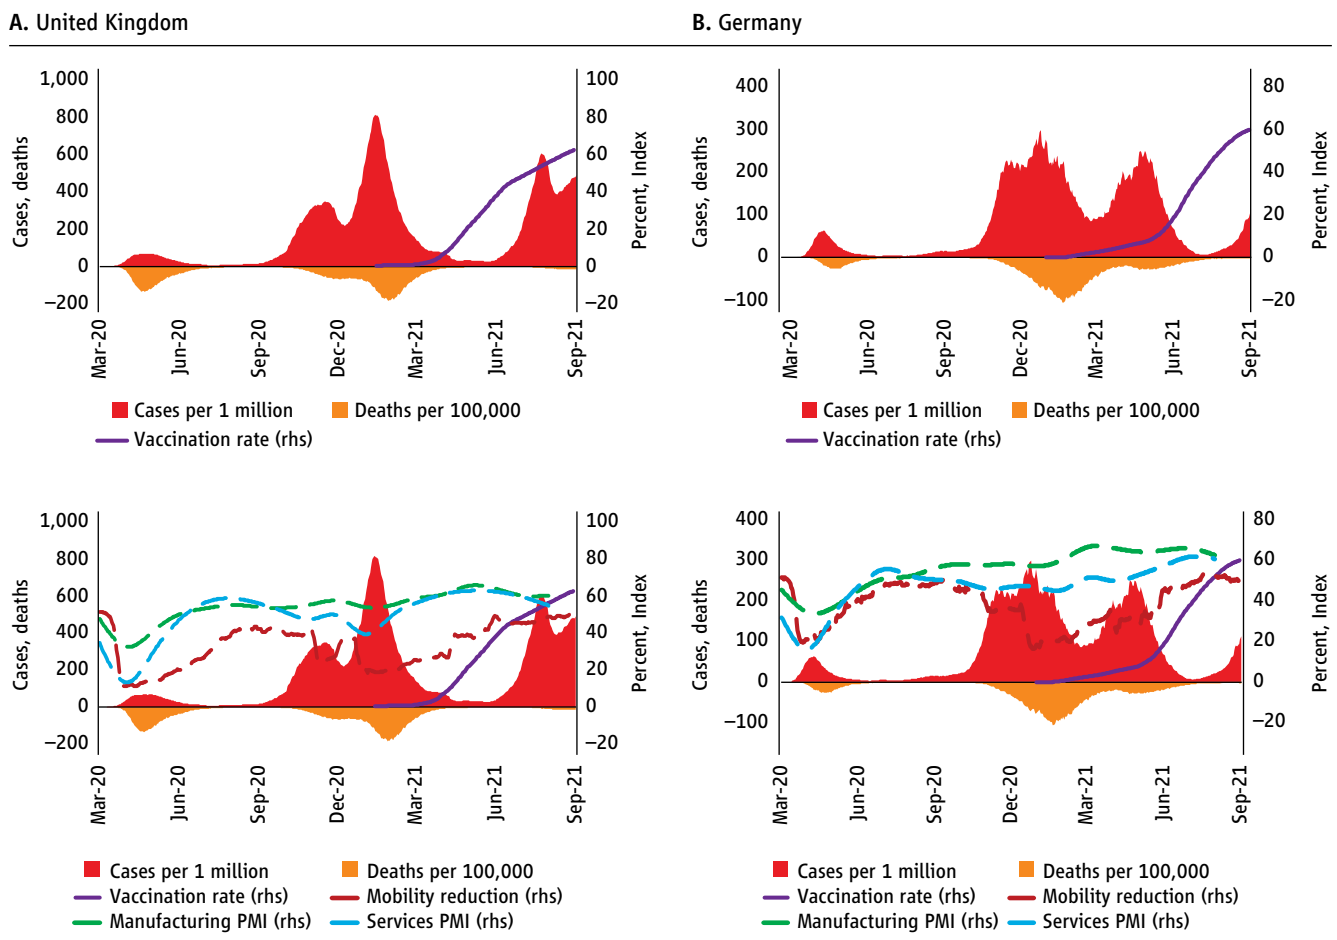 A. United Kingdom
B. Germany
1,000
800
600
400
200
0
–200
Cases, deaths
100
80
60
40
20
0
–20
Percent, Index
Mar-20
Jun-20
Sep-20
Dec-20
Mar-21
Jun-21
Sep-21
Cases per 1 million
Deaths per 100,000
Vaccination rate (rhs)
400
300
200
100
0
–100
Cases, deaths
80
60
40
20
0
–20
Percent, Index
Mar-20
Jun-20
Sep-20
Dec-20
Mar-21
Jun-21
Sep-21
Cases per 1 million
Deaths per 100,000
Vaccination rate (rhs)
1,000
800
600
400
200
0
–200
Cases, deaths
100
80
60
40
20
0
–20
Percent, Index
Mar-20
Jun-20
Sep-20
Dec-20
Mar-21
Jun-21
Sep-21
Cases per 1 million
Deaths per 100,000
Vaccination rate (rhs)
Mobility reduction (rhs)
Manufacturing PMI (rhs)
Services PMI (rhs)
400
300
200
100
0
–100
Cases, deaths
80
60
40
20
0
–20
Percent, Index
Mar-20
Jun-20
Sep-20
Dec-20
Mar-21
Jun-21
Sep-21
Cases per 1 million
Deaths per 100,000
Vaccination rate (rhs)
Mobility reduction (rhs)
Manufacturing PMI (rhs)
Services PMI (rhs)